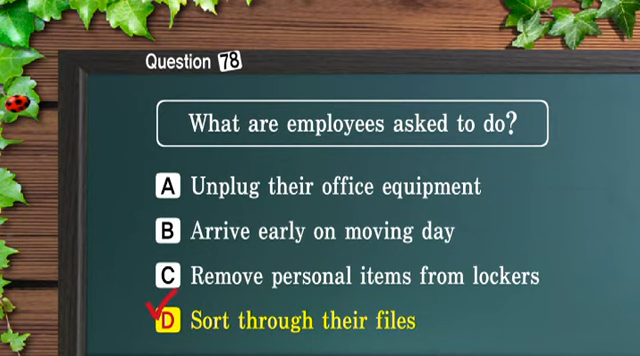 Question 78
What are employees asked to do?
A Unplug their office equipment
B Arrive early on moving day
C Remove personal items from lockers
D Sort through their files